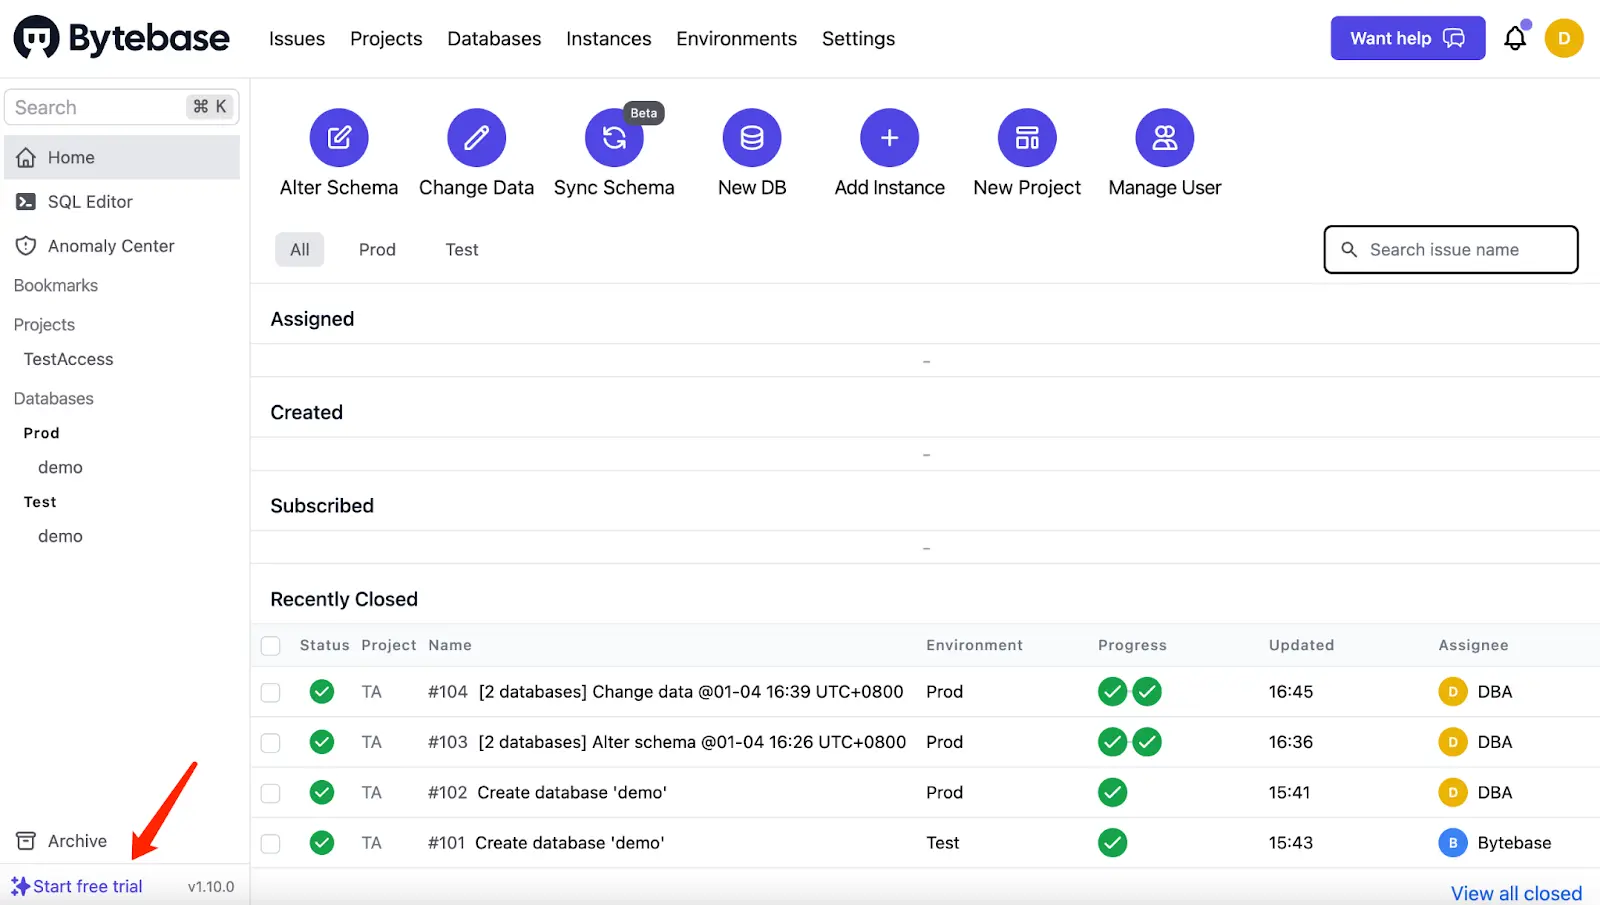 Bytebase Issues Projects Databases Instances Environments Settings Want help D
Search ⌘ K
Home
SQL Editor
Anomaly Center
Bookmarks
Projects
TestAccess
Databases
Prod
demo
Test
demo
Archive
Start free trial v1.10.0
Beta
Alter Schema Change Data Sync Schema New DB Add Instance New Project Manage User
All Prod Test Search issue name
Assigned
-
Created
-
Subscribed
-
Recently Closed
Status Project Name Environment Progress Updated Assignee
TA #104 [2 databases] Change data @01-04 16:39 UTC+0800 Prod 16:45 D DBA
TA #103 [2 databases] Alter schema @01-04 16:26 UTC+0800 Prod 16:36 D DBA
TA #102 Create database 'demo' Prod 15:41 D DBA
TA #101 Create database 'demo' Test 15:43 B Bytebase
View all closed